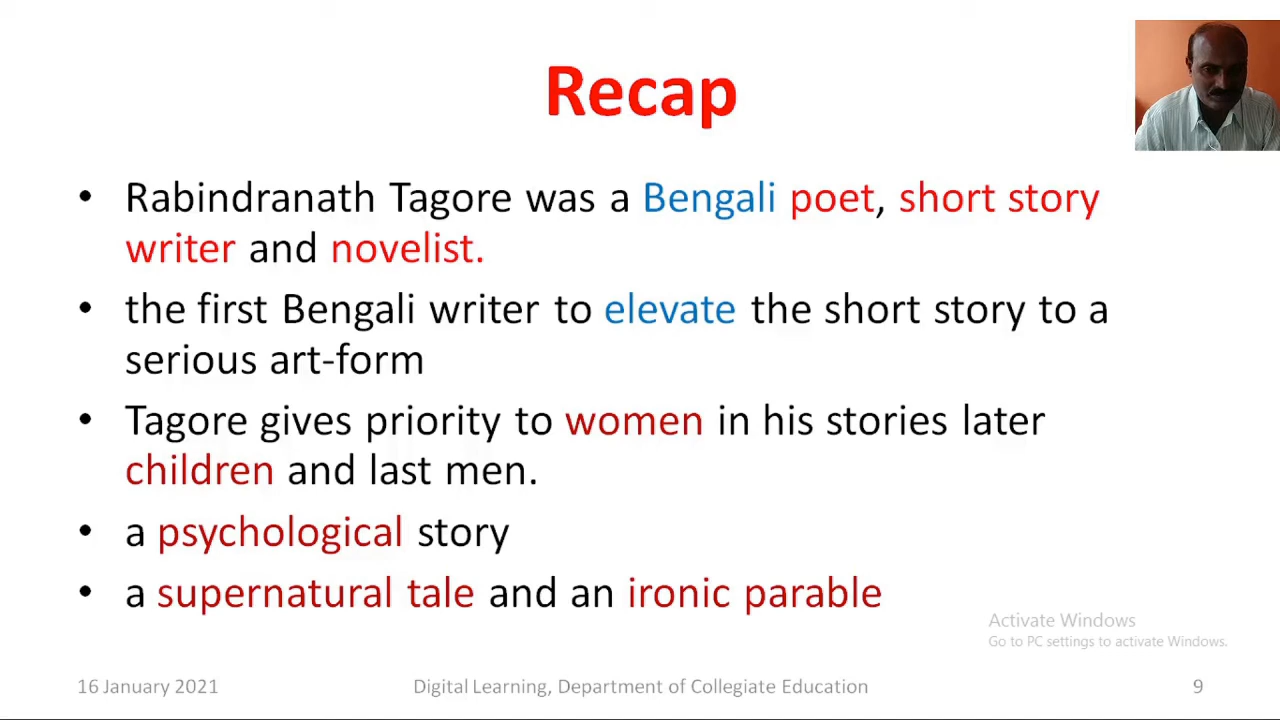 Recap
• Rabindranath Tagore was a Bengali poet, short story
writer and novelist.
• the first Bengali writer to elevate the short story to a
serious art-form
• Tagore gives priority to women in his stories later
children and last men.
• a psychological story
• a supernatural tale and an ironic parable
Activate Windows
Go to PC settings to activate Windows.
16 January 2021
Digital Learning, Department of Collegiate Education
9